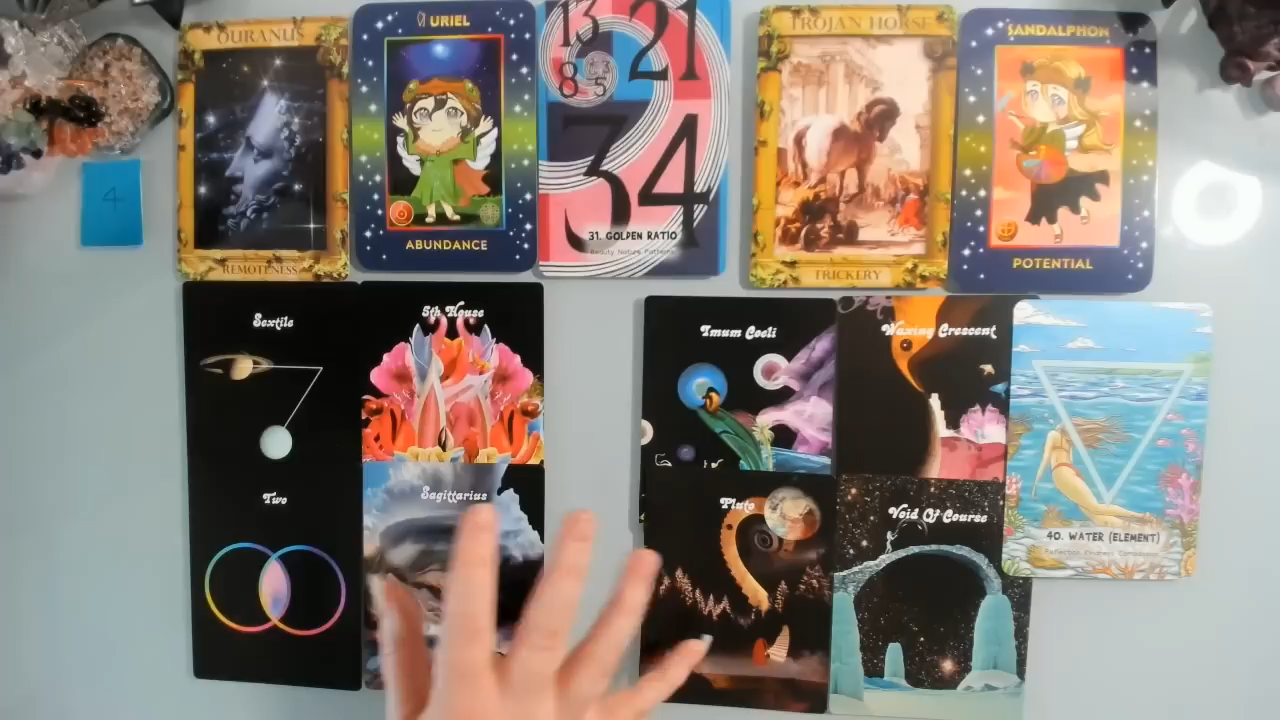 OURANUS
REMOTENESS
URIEL
ABUNDANCE
13
21
8
5
34
31. GOLDEN RATIO
Beauty Nature Patterns
TROJAN HORSE
TRICKERY
SANDALPHON
POTENTIAL
4
Sextile
5th House
Two
Sagittarius
Imum Coeli
Waxing Crescent
Pluto
Void Of Course
40. WATER (ELEMENT)
Reflection Kindness